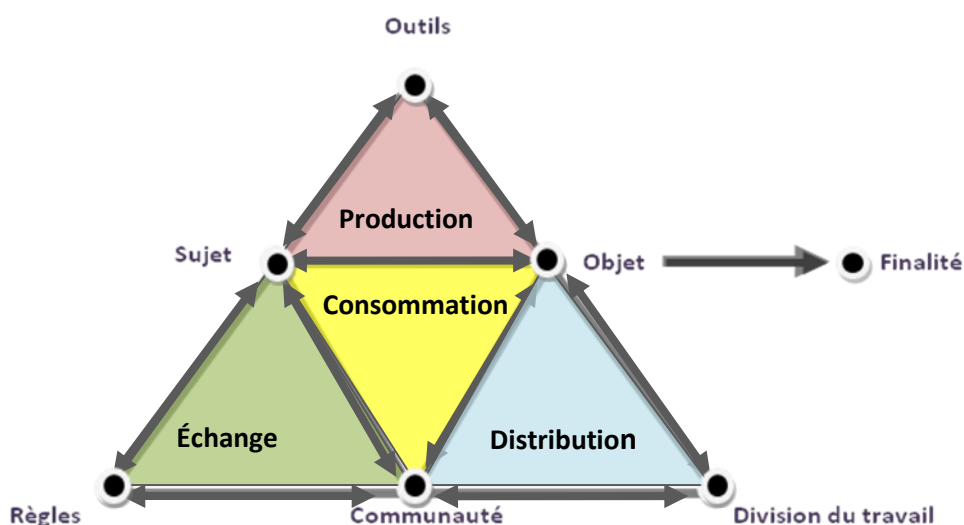 Outils
Production
Sujet
Objet
Finalité
Consommation
Échange
Distribution
Règles
Communauté
Division du travail